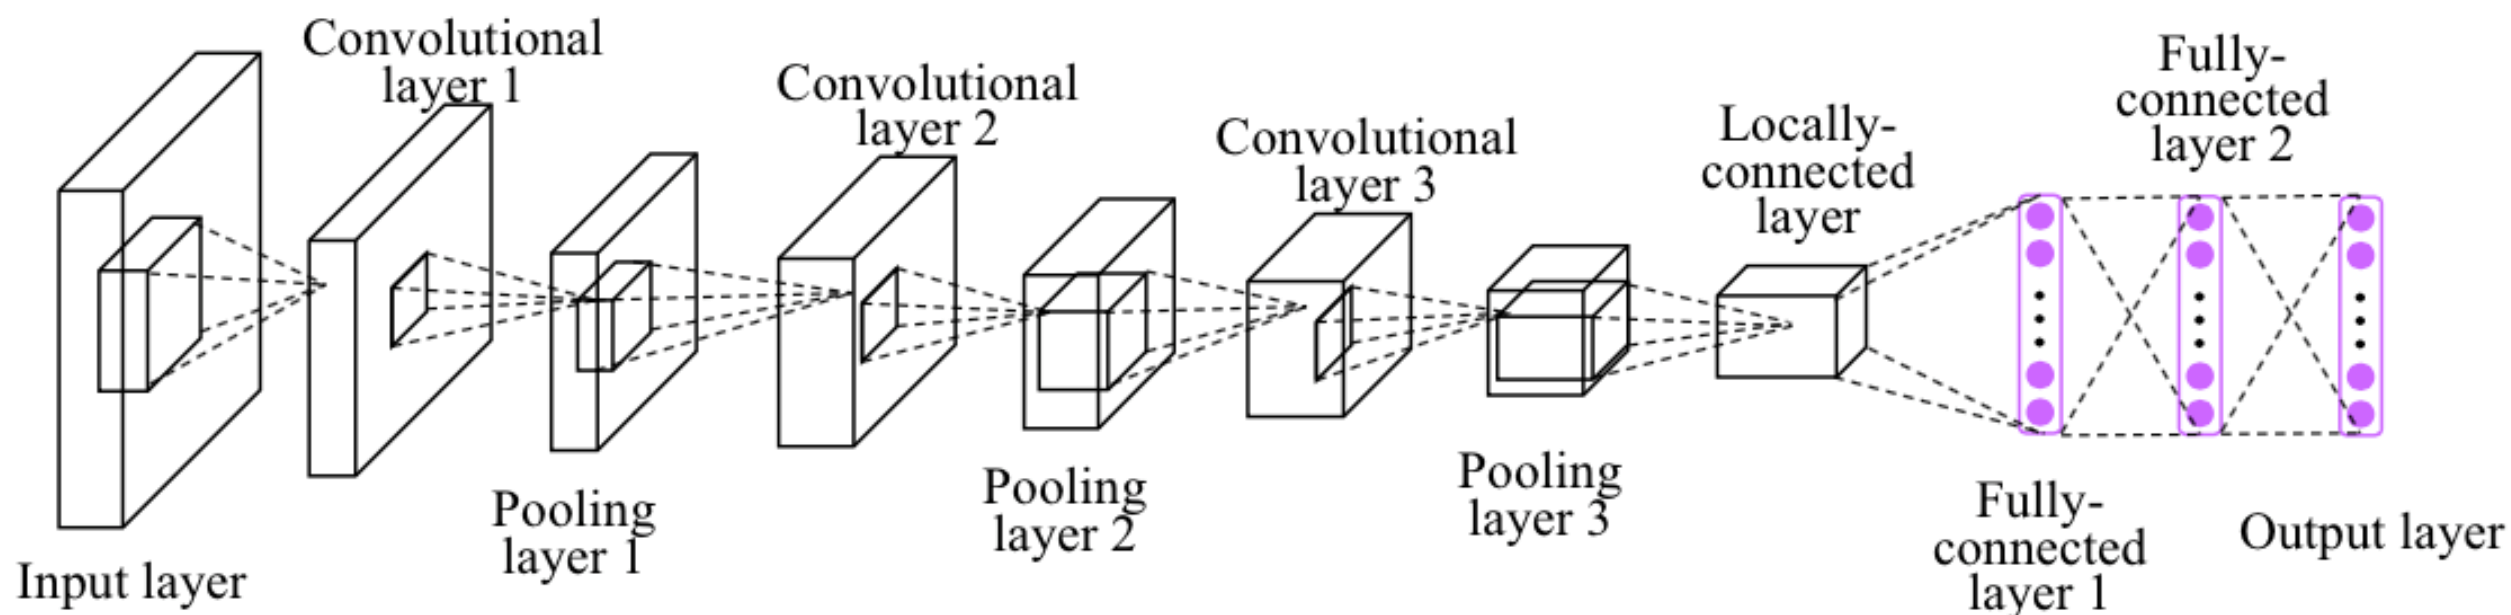 Convolutional
layer 1
Convolutional
layer 2
Convolutional
layer 3
Locally-
connected
layer
Fully-
connected
layer 2
Input layer
Pooling
layer 1
Pooling
layer 2
Pooling
layer 3
Fully-
connected
layer 1
Output layer